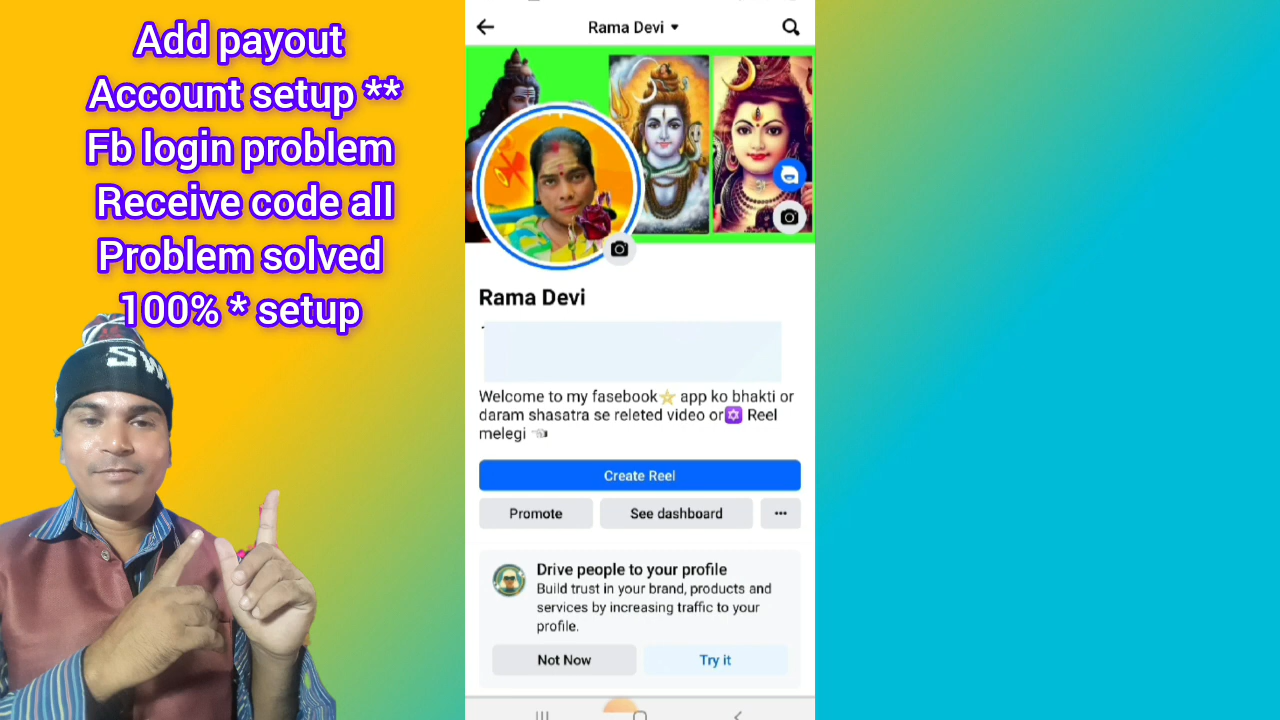 Add payout
Account setup **
Fb login problem
Receive code all
Problem solved
100% * setup
Rama Devi
Rama Devi
Welcome to my fasebook⭐ app ko bhakti or
daram shasatra se releted video or🔯 Reel
melegi 👈
Create Reel
Promote
See dashboard
Drive people to your profile
Build trust in your brand, products and
services by increasing traffic to your
profile.
Not Now
Try it